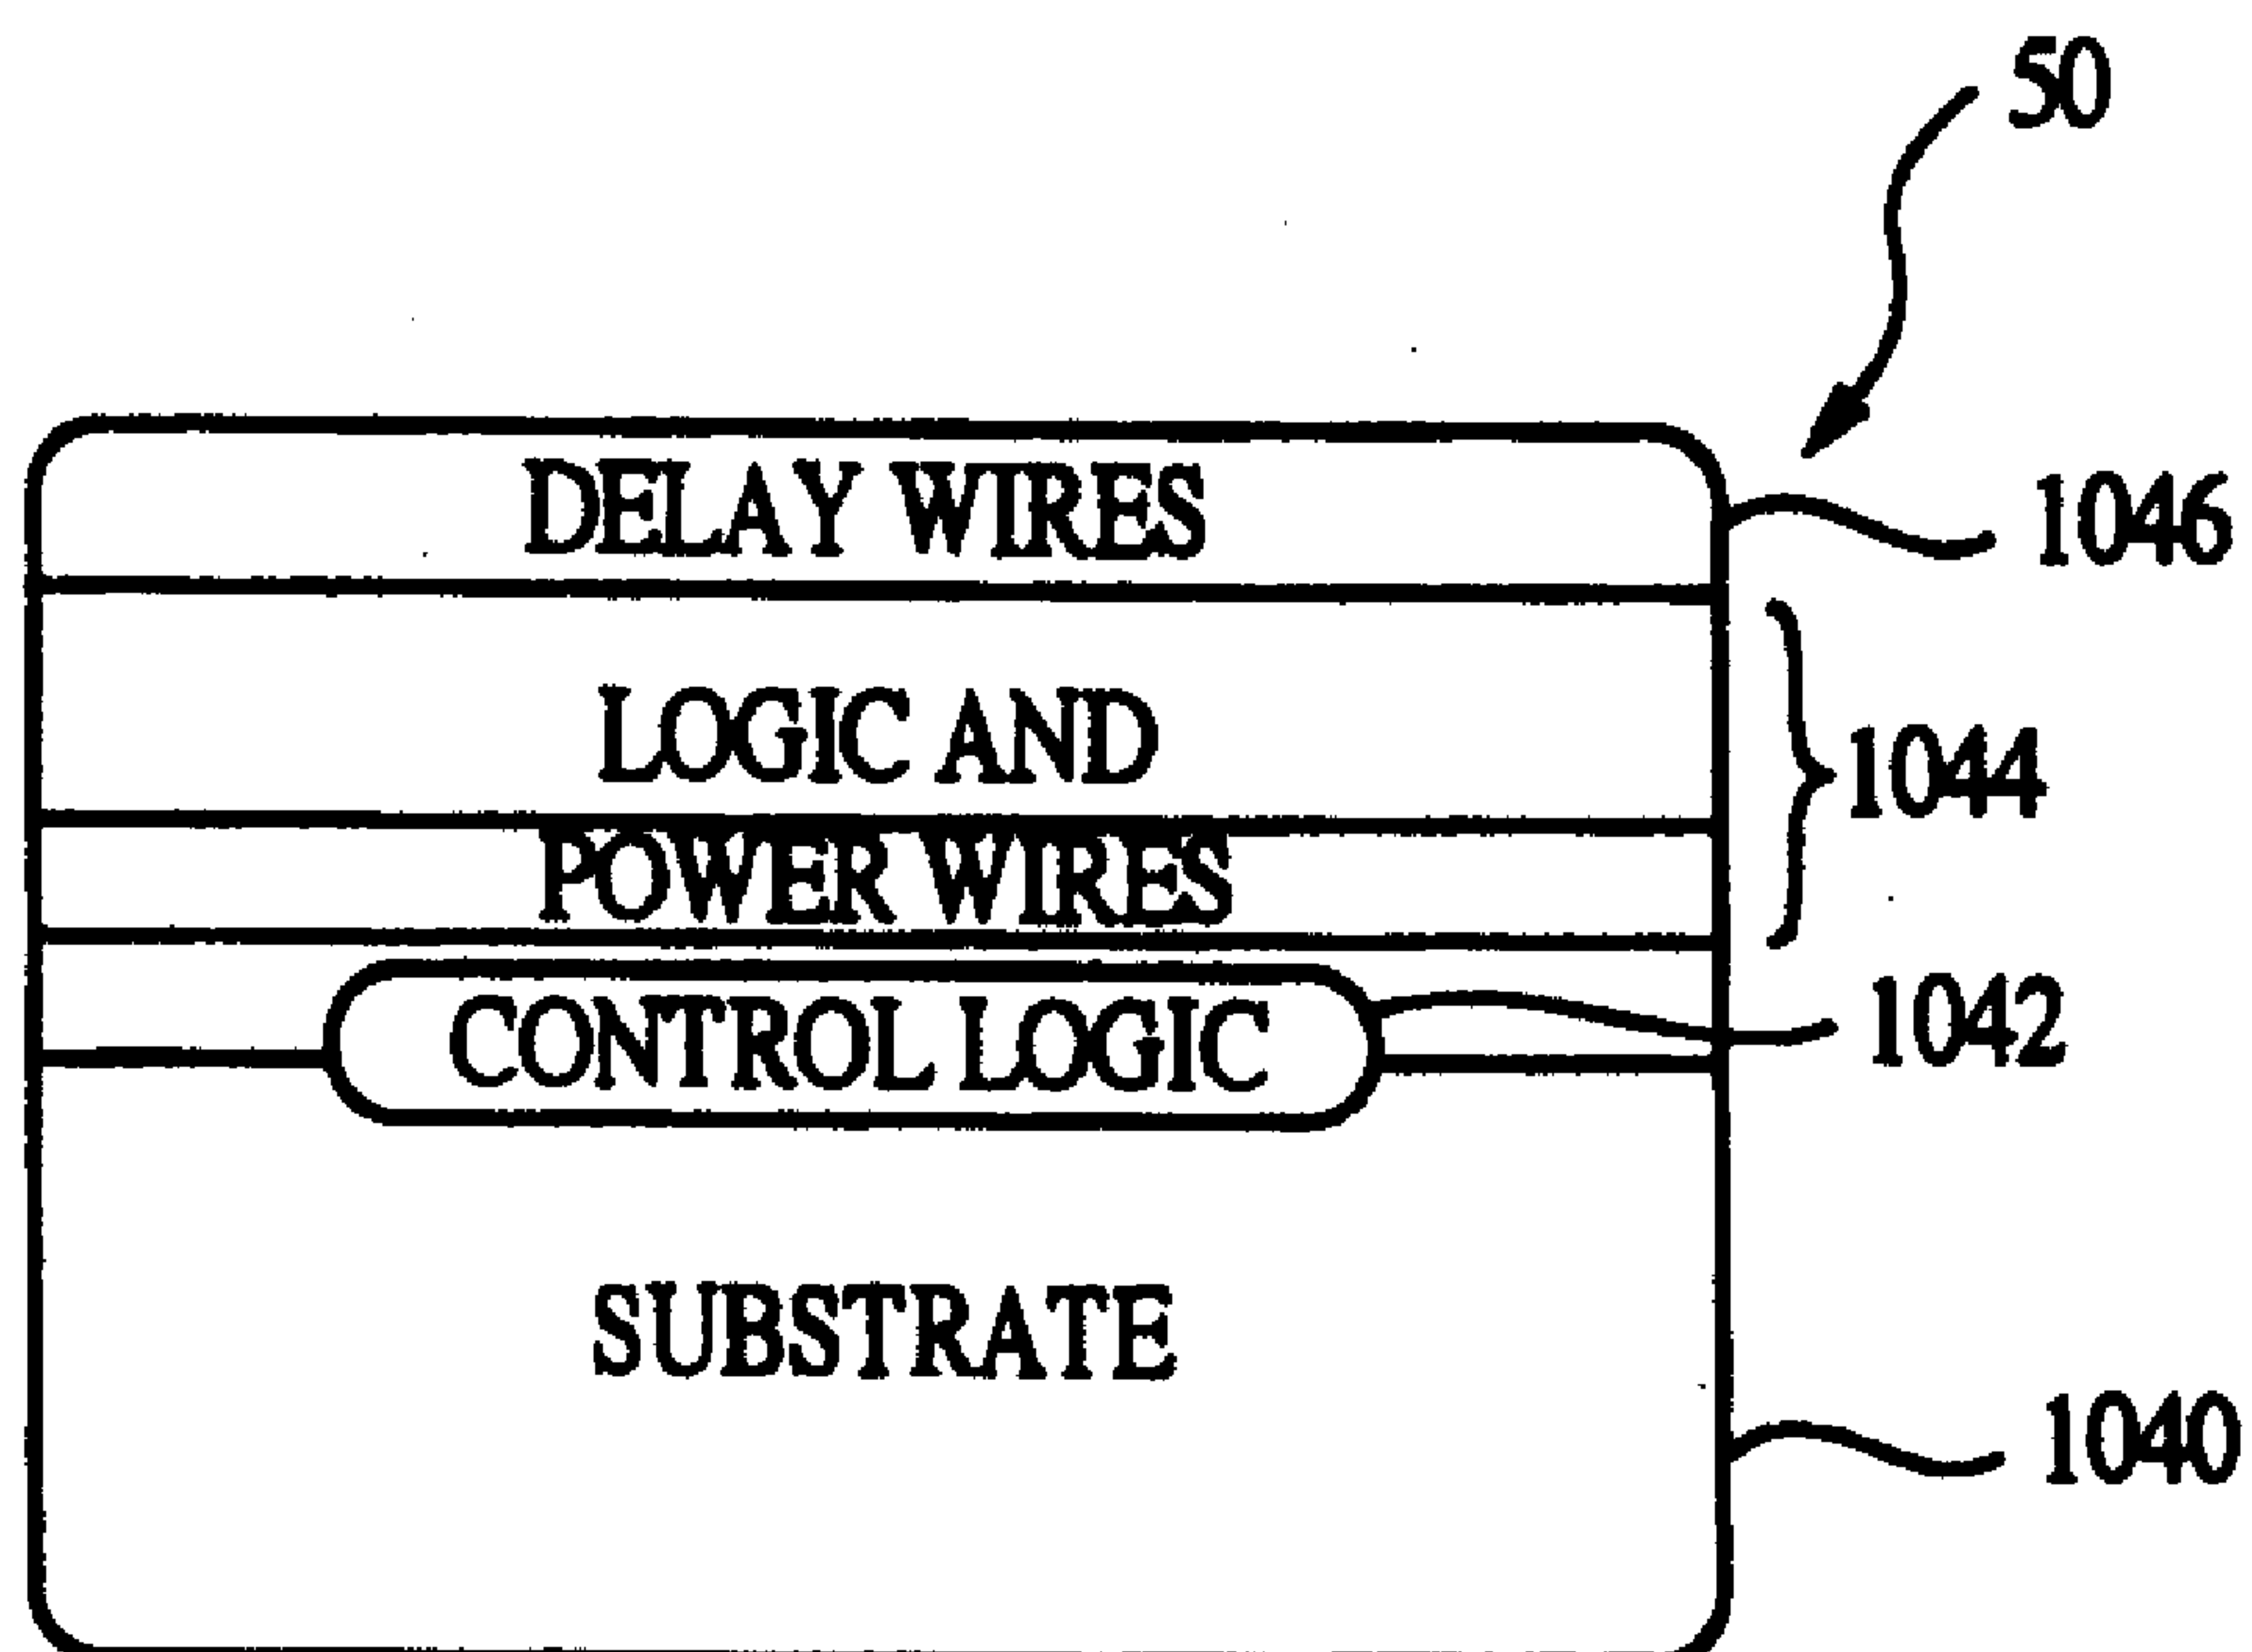 50
DELAY WIRES
1046
LOGIC AND
1044
POWER WIRES
CONTROL LOGIC
1042
SUBSTRATE
1040